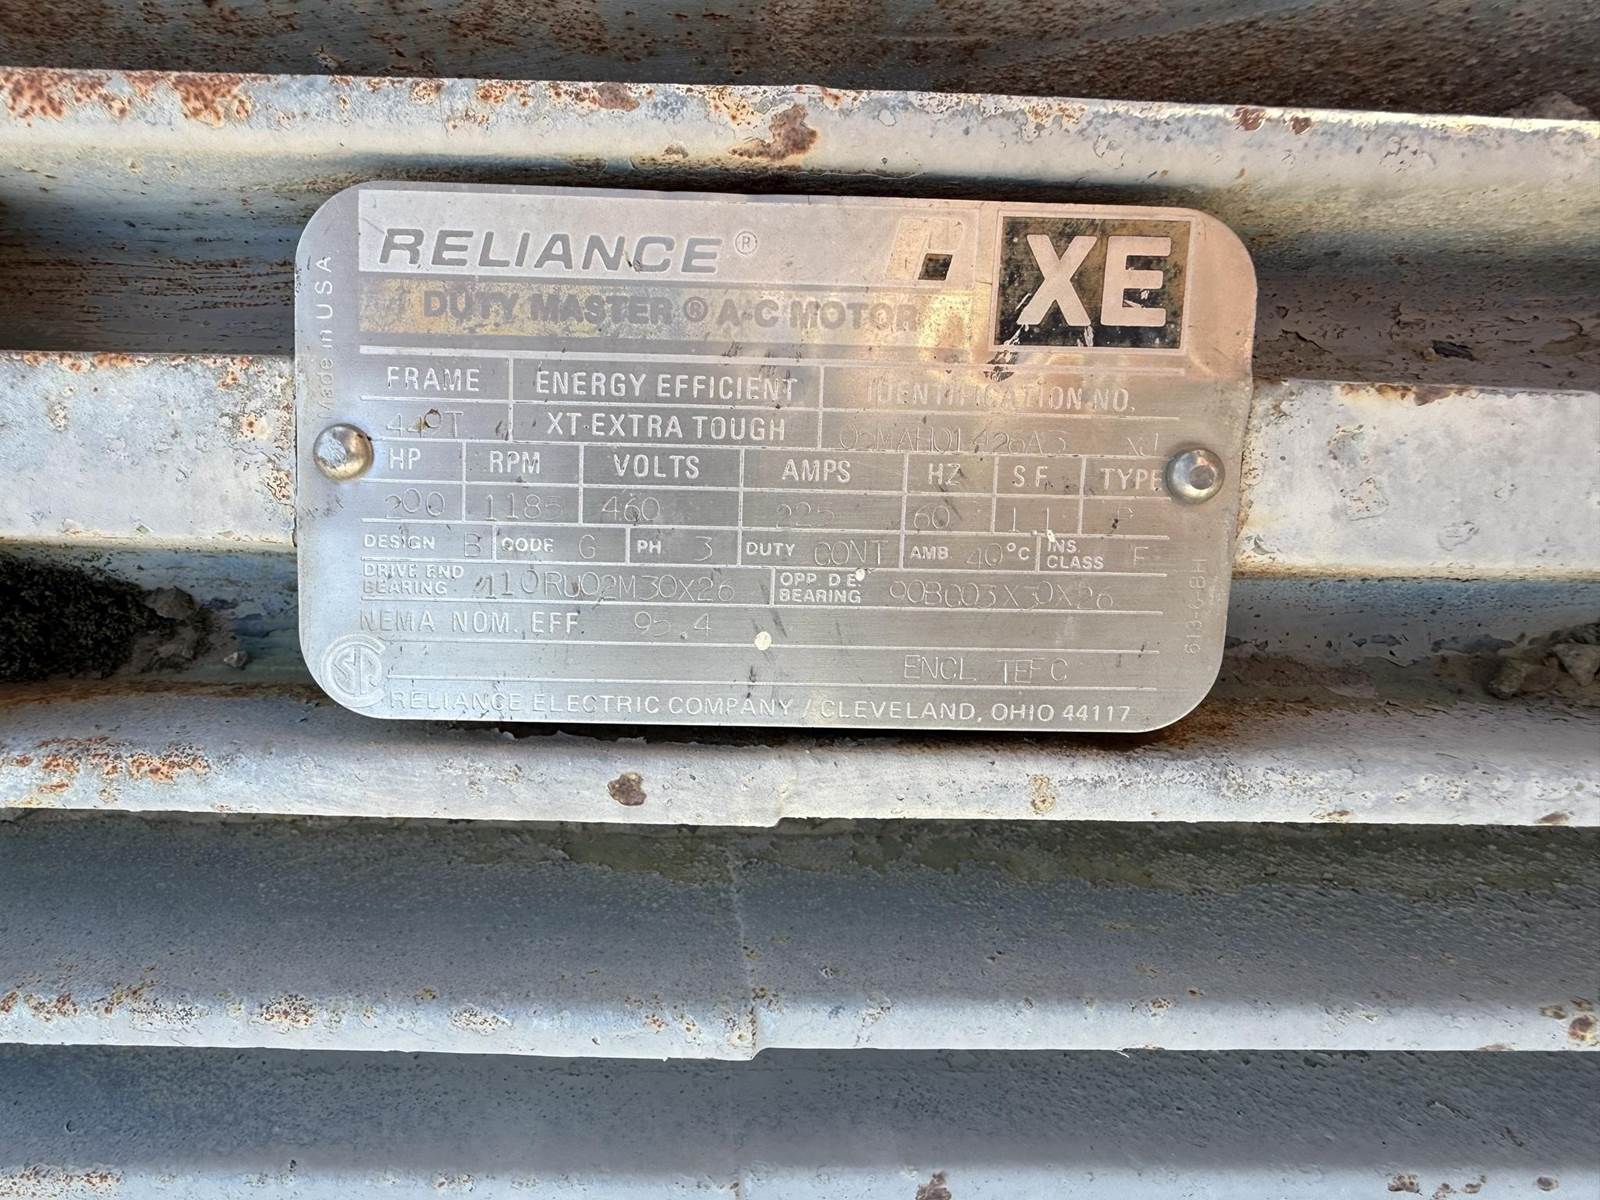 RELIANCE®
XE
DUTY MASTER® A-C MOTOR
Made in USA
FRAME ENERGY EFFICIENT IDENTIFICATION NO.
449T XT-EXTRA TOUGH
HP RPM VOLTS AMPS HZ S.F. TYPE
200 1185 460 225 60 1.1 P
DESIGN B CODE G PH 3 DUTY CONT AMB 40°C INS CLASS F
DRIVE END BEARING 110RU02M30X26 OPP D.E. BEARING 90BC03X30X26
NEMA NOM. EFF. 95.4
ENCL TEFC
RELIANCE ELECTRIC COMPANY / CLEVELAND, OHIO 44117